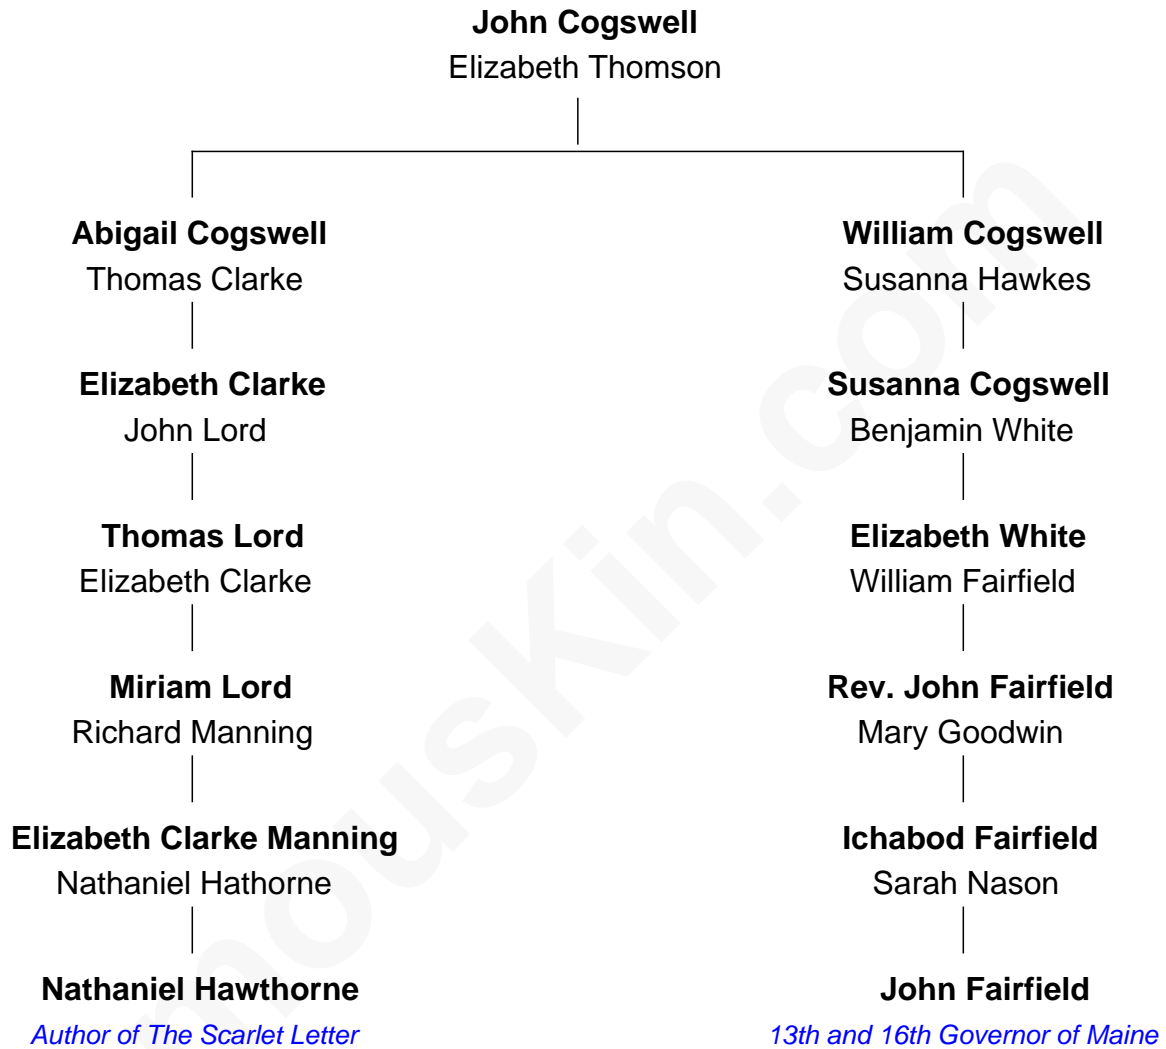 John Cogswell
Elizabeth Thomson
Abigail Cogswell
Thomas Clarke
William Cogswell
Susanna Hawkes
Elizabeth Clarke
John Lord
Susanna Cogswell
Benjamin White
Thomas Lord
Elizabeth Clarke
Elizabeth White
William Fairfield
Miriam Lord
Richard Manning
Rev. John Fairfield
Mary Goodwin
Elizabeth Clarke Manning
Nathaniel Hathorne
Ichabod Fairfield
Sarah Nason
Nathaniel Hawthorne
Author of The Scarlet Letter
John Fairfield
13th and 16th Governor of Maine
mousKin.com